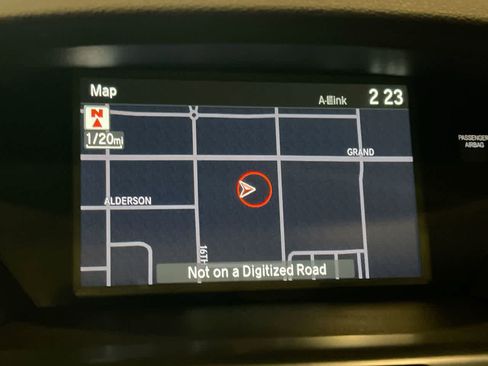 Map
A-Link
2 23
N
1/20mi
PASSENGER
AIRBAG
GRAND
ALDERSON
16TH
Not on a Digitized Road